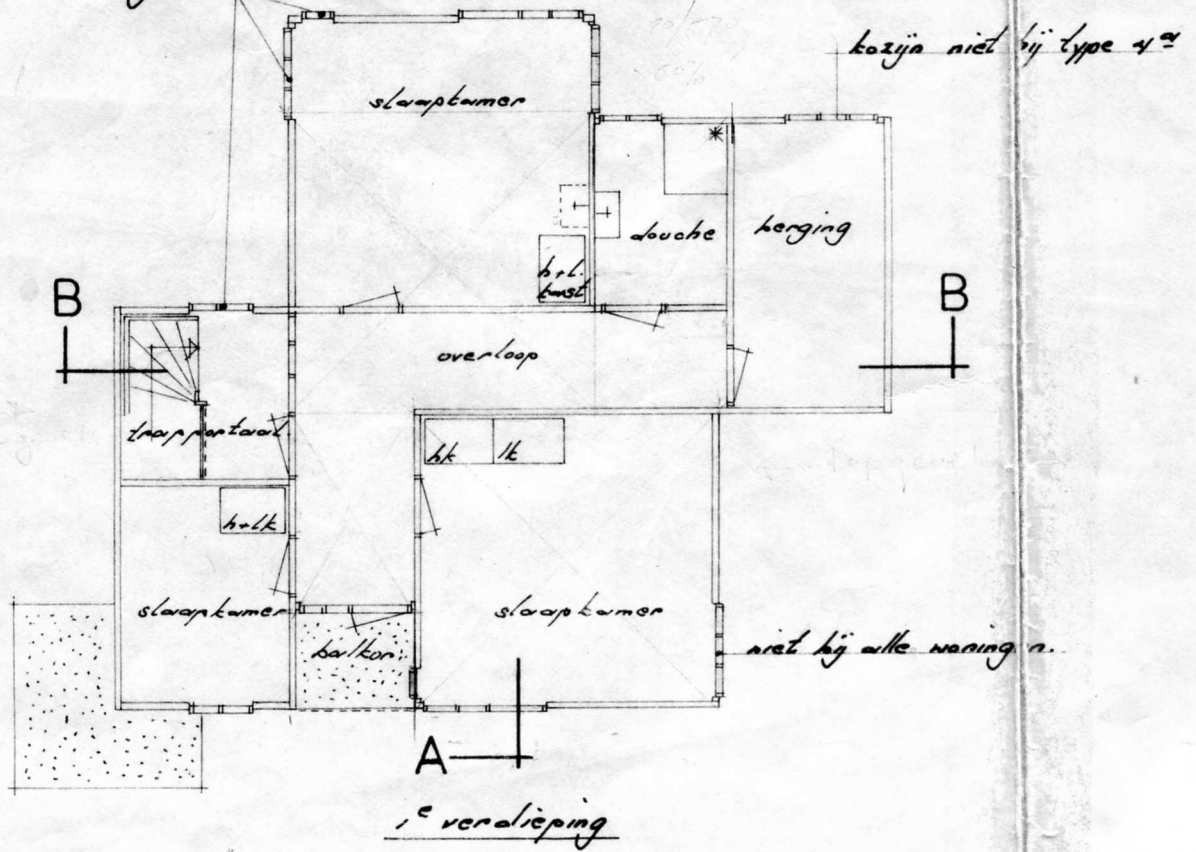 kozijn niet bij type 4a
slaapkamer
douche
berging
h+l.
kast
B
B
overloop
trapportaal
hk
lk
h+lk
slaapkamer
slaapkamer
balkon
niet bij alle woningen.
A
1e verdieping